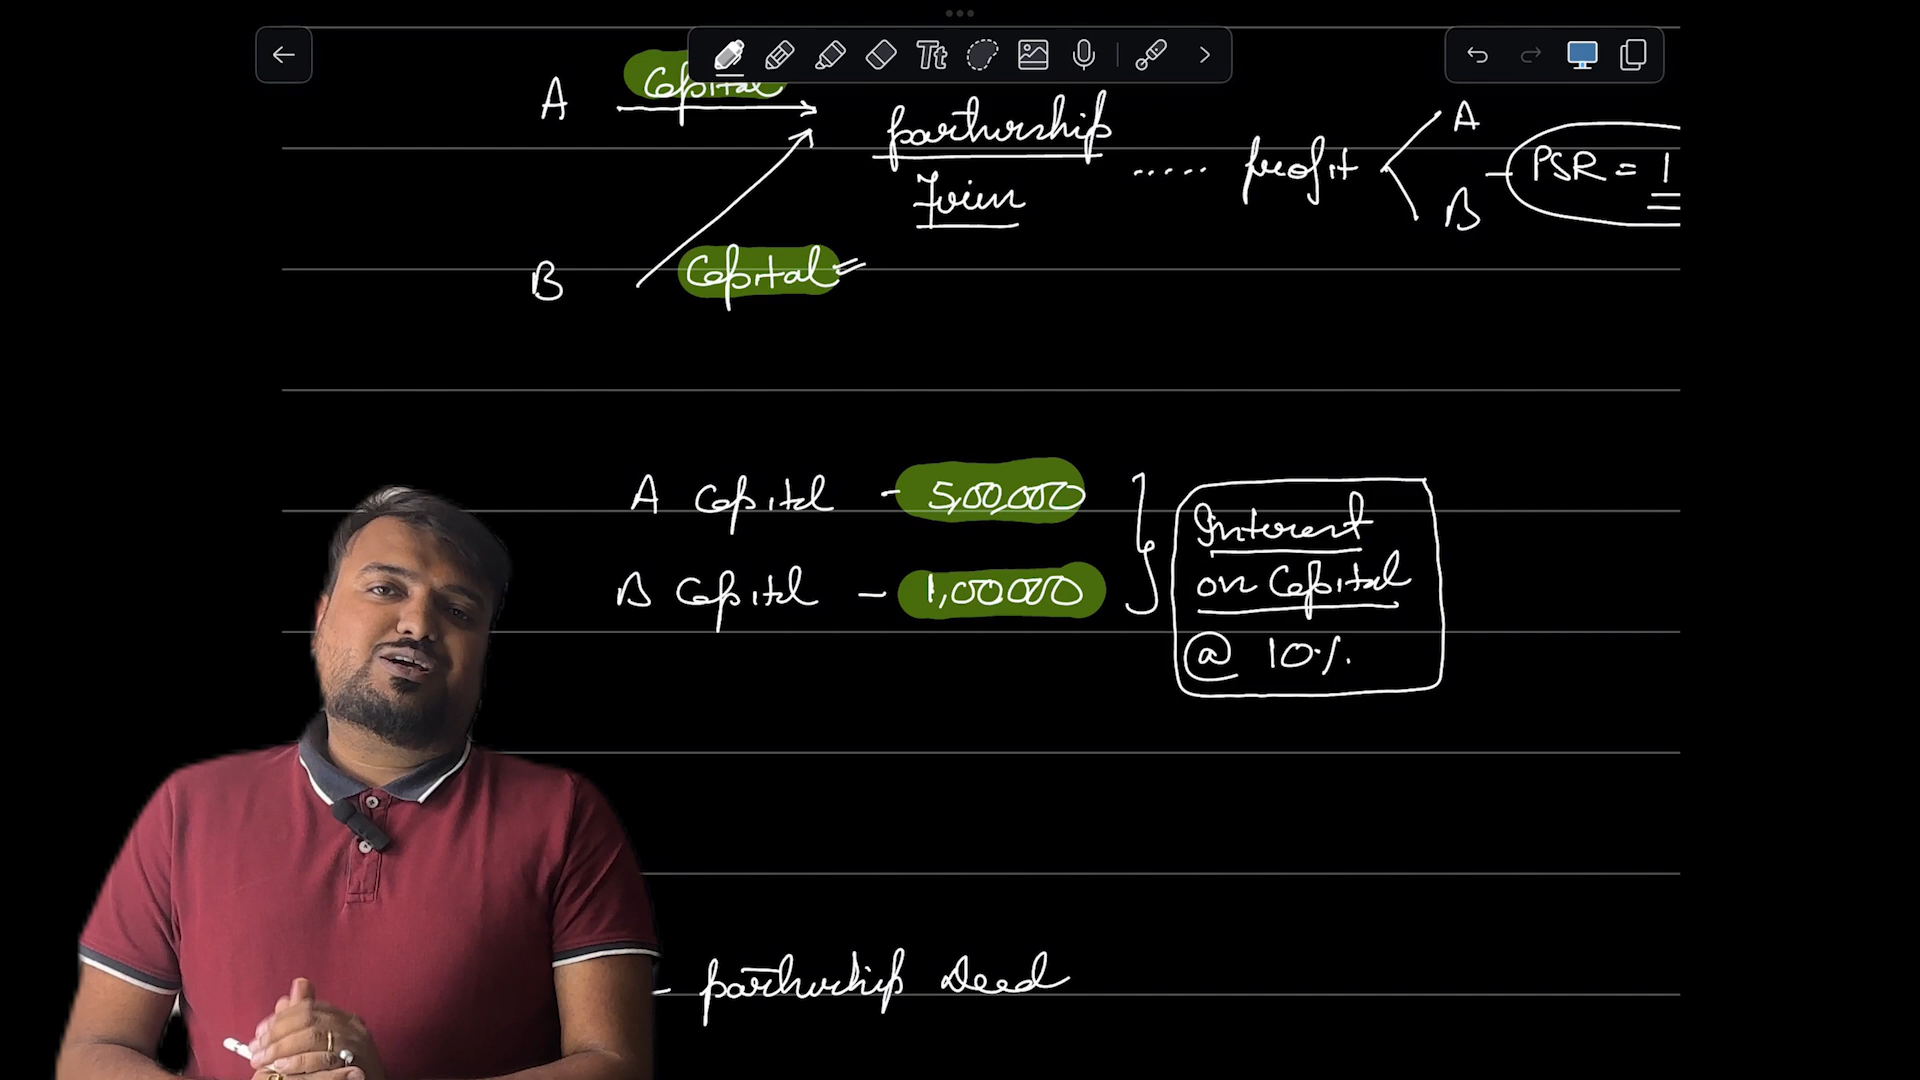 Tt
A Capital
partnership
..... profit A
PSR = 1
Firm
B
B Capital =
A Capital - 5,00,000
B Capital - 1,00,000
Interest
on Capital
@ 10%.
- partnership Deed